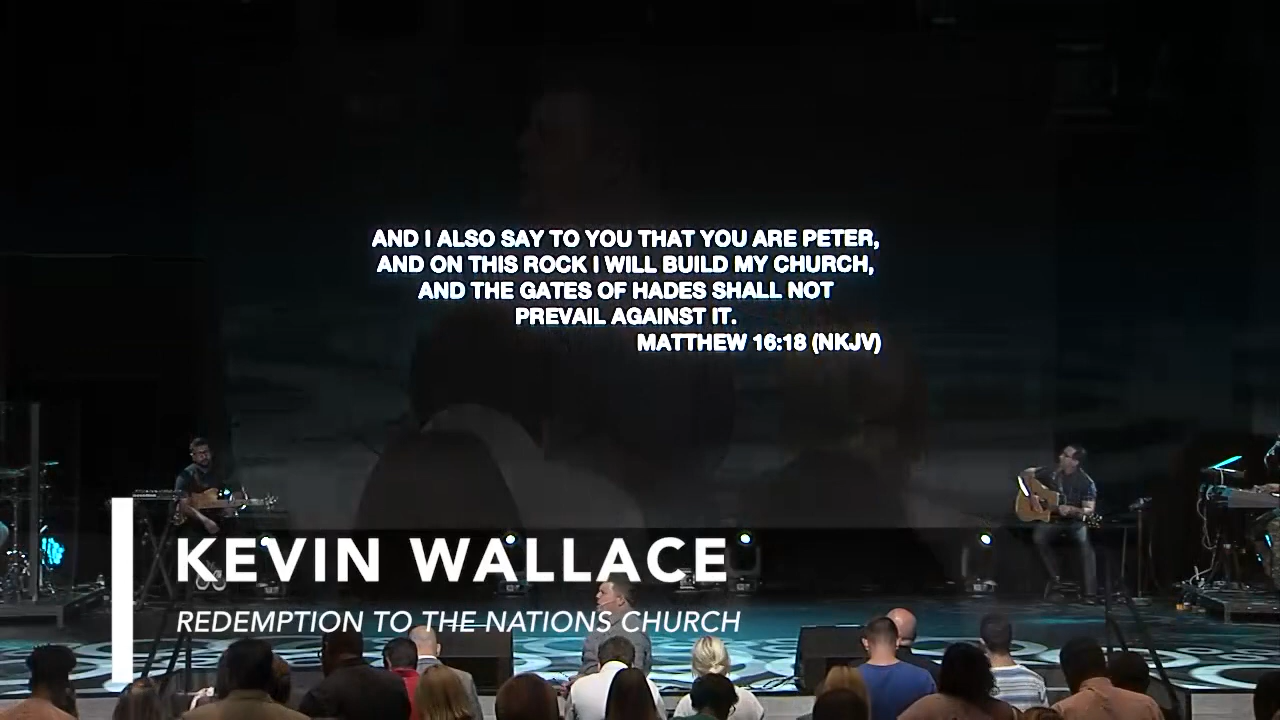 AND I ALSO SAY TO YOU THAT YOU ARE PETER,
AND ON THIS ROCK I WILL BUILD MY CHURCH,
AND THE GATES OF HADES SHALL NOT
PREVAIL AGAINST IT.
MATTHEW 16:18 (NKJV)
KEVIN WALLACE
REDEMPTION TO THE NATIONS CHURCH